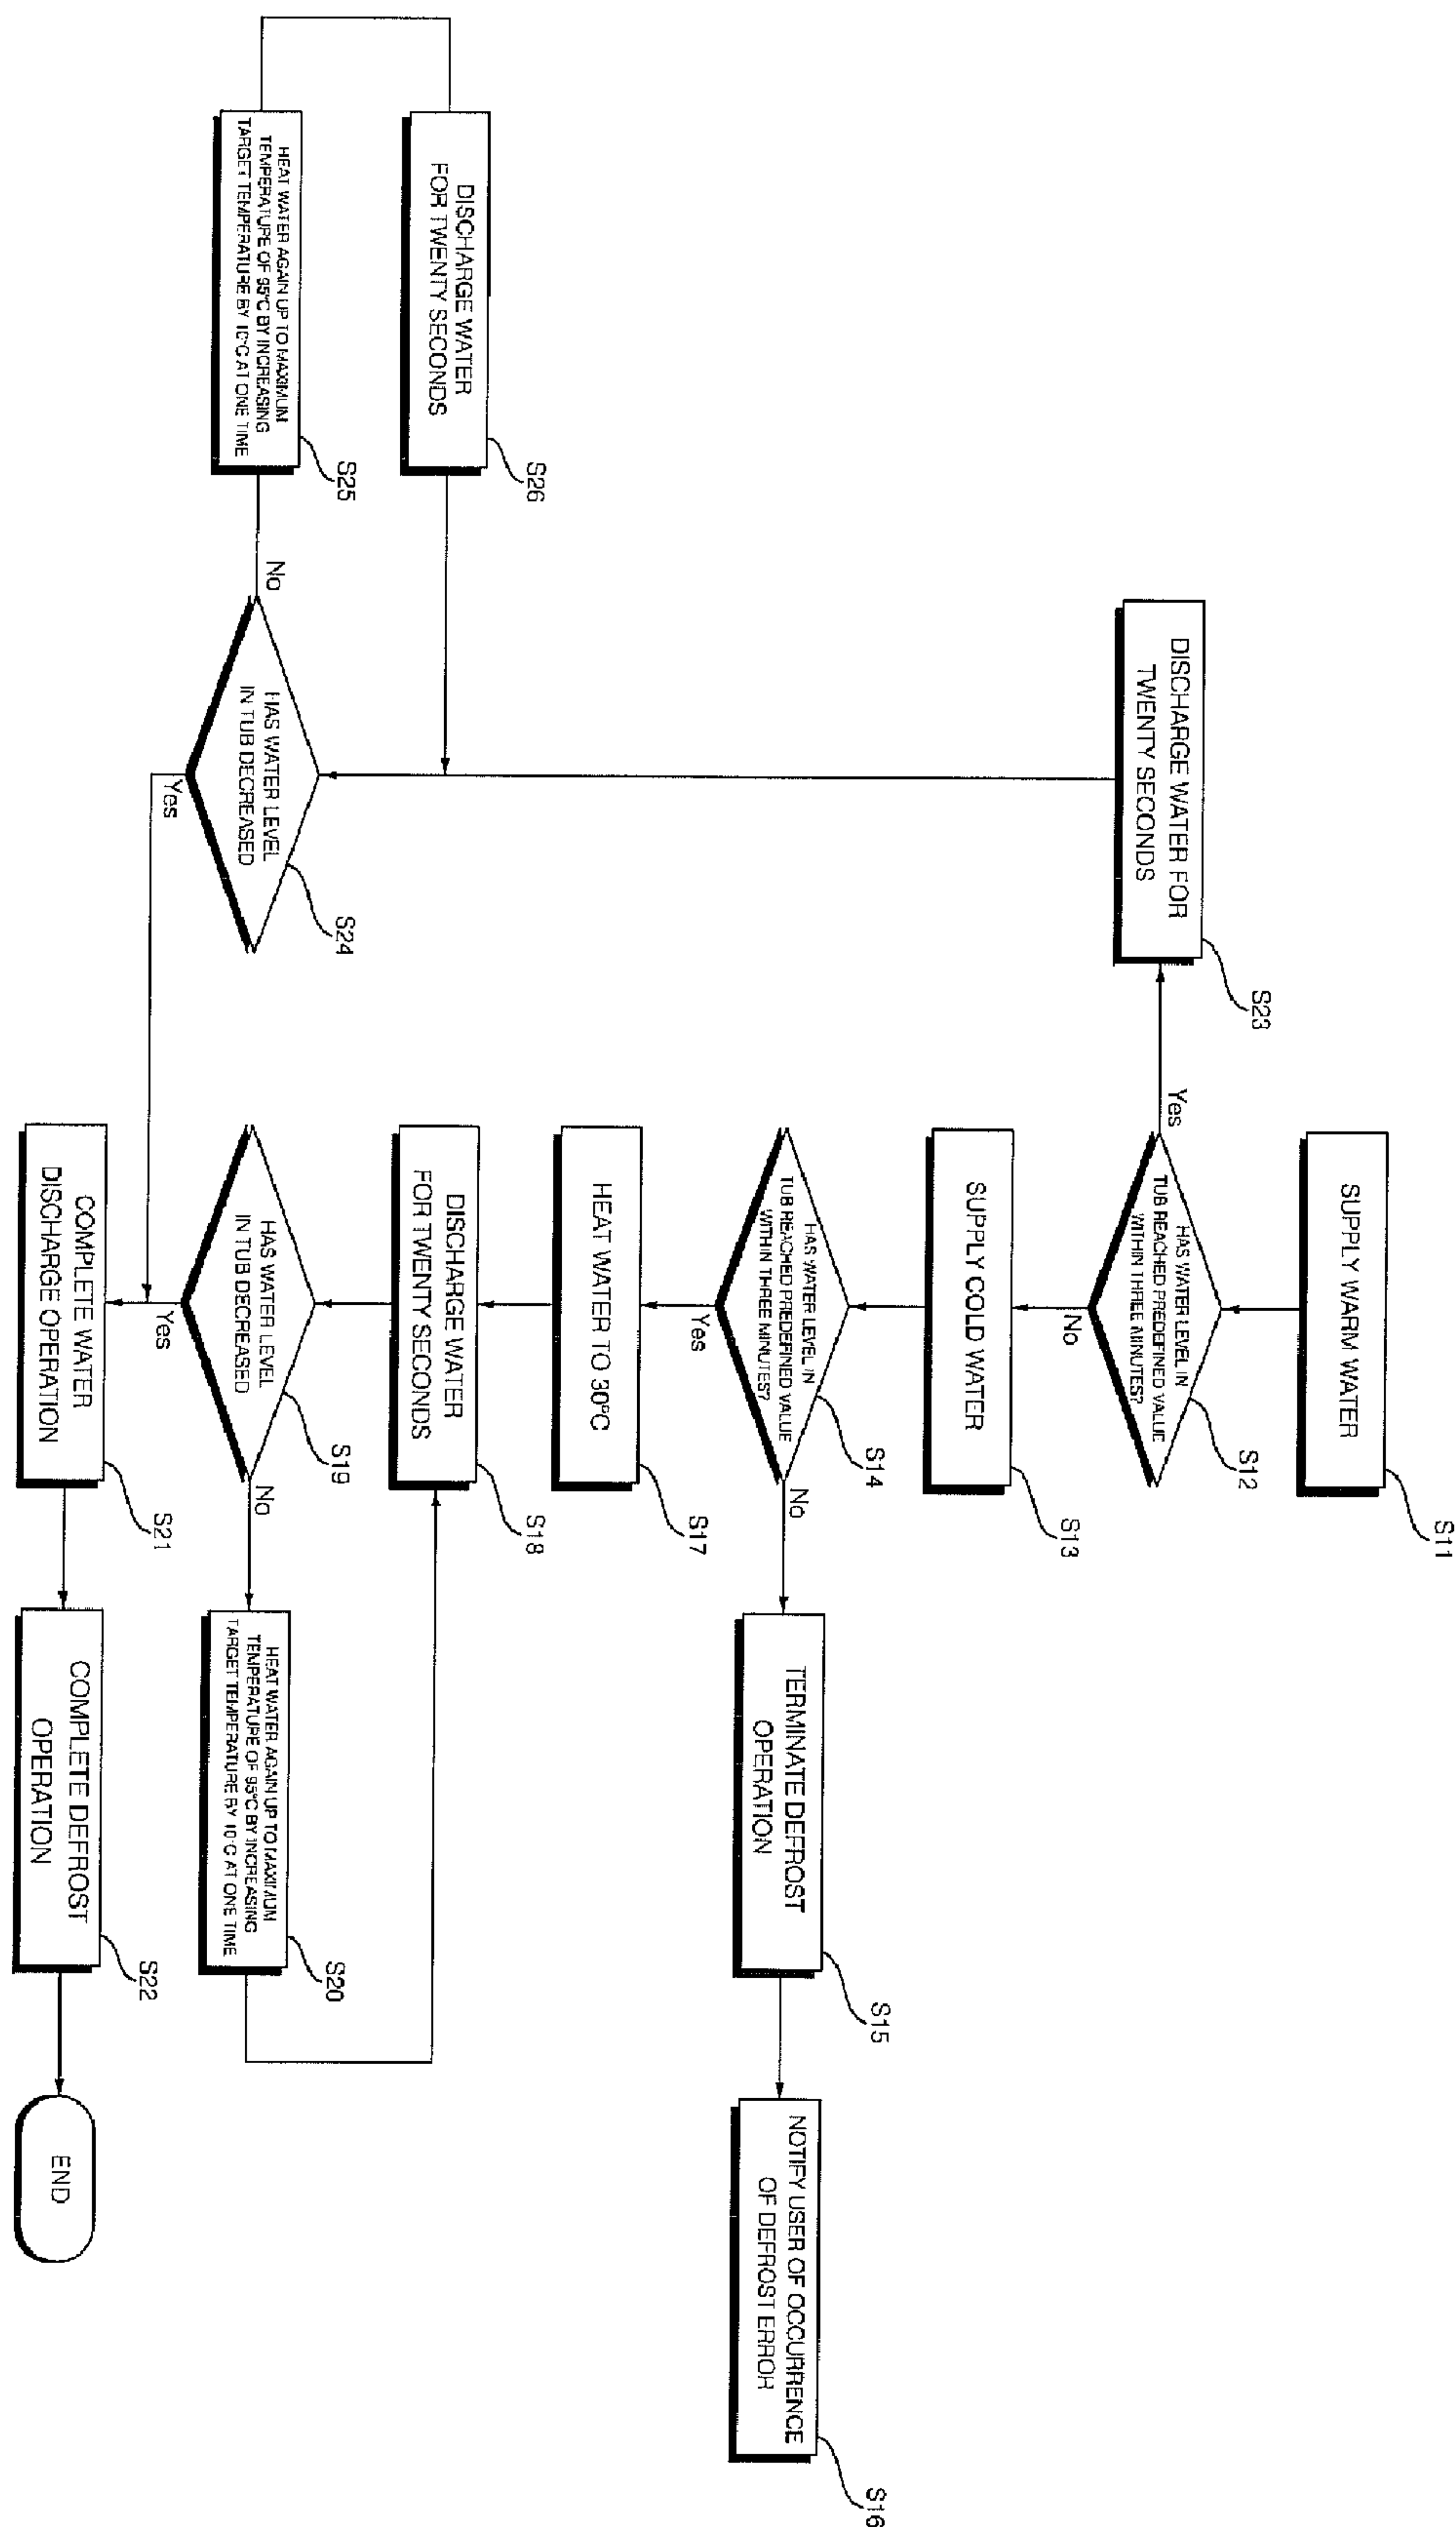 SUPPLY WARM WATER
S11
HAS WATER LEVEL IN
TUB REACHED PREDEFINED VALUE
WITHIN THREE MINUTES?
S12
Yes
No
DISCHARGE WATER FOR
TWENTY SECONDS
S23
SUPPLY COLD WATER
S13
HAS WATER LEVEL IN
TUB REACHED PREDEFINED VALUE
WITHIN THREE MINUTES?
S14
Yes
No
TERMINATE DEFROST
OPERATION
S15
NOTIFY USER OF OCCURRENCE
OF DEFROST ERROR
S16
HEAT WATER TO 30°C
S17
DISCHARGE WATER
FOR TWENTY SECONDS
S26
DISCHARGE WATER
FOR TWENTY SECONDS
S18
HEAT WATER AGAIN UP TO MAXIMUM
TEMPERATURE OF 95°C BY INCREASING
TARGET TEMPERATURE BY 10°C AT ONE TIME
S25
No
HAS WATER LEVEL
IN TUB DECREASED
S24
Yes
HAS WATER LEVEL
IN TUB DECREASED
S19
No
Yes
HEAT WATER AGAIN UP TO MAXIMUM
TEMPERATURE OF 95°C BY INCREASING
TARGET TEMPERATURE BY 10°C AT ONE TIME
S20
COMPLETE WATER
DISCHARGE OPERATION
S21
COMPLETE DEFROST
OPERATION
S22
END